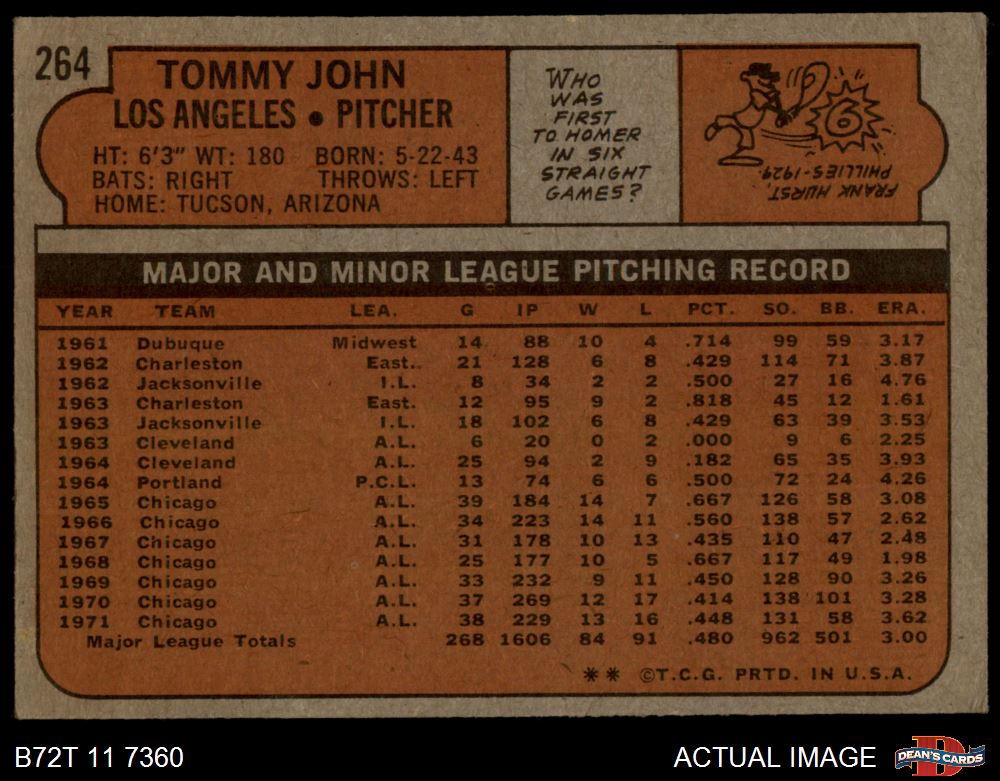 264
TOMMY JOHN
LOS ANGELES • PITCHER
HT: 6'3" WT: 180 BORN: 5-22-43
BATS: RIGHT THROWS: LEFT
HOME: TUCSON, ARIZONA
WHO
WAS
FIRST
TO HOMER
IN SIX
STRAIGHT
GAMES?
6
FRANK HURST,
PHILLIES-1929.
MAJOR AND MINOR LEAGUE PITCHING RECORD
YEAR TEAM LEA. G IP W L PCT. SO. BB. ERA.
1961 Dubuque Midwest 14 88 10 4 .714 99 59 3.17
1962 Charleston East. 21 128 6 8 .429 114 71 3.87
1962 Jacksonville I.L. 8 34 2 2 .500 27 16 4.76
1963 Charleston East. 12 95 9 2 .818 45 12 1.61
1963 Jacksonville I.L. 18 102 6 8 .429 63 39 3.53
1963 Cleveland A.L. 6 20 0 2 .000 9 6 2.25
1964 Cleveland A.L. 25 94 2 9 .182 65 35 3.93
1964 Portland P.C.L. 13 74 6 6 .500 72 24 4.26
1965 Chicago A.L. 39 184 14 7 .667 126 58 3.08
1966 Chicago A.L. 34 223 14 11 .560 138 57 2.62
1967 Chicago A.L. 31 178 10 13 .435 110 47 2.48
1968 Chicago A.L. 25 177 10 5 .667 117 49 1.98
1969 Chicago A.L. 33 232 9 11 .450 128 90 3.26
1970 Chicago A.L. 37 269 12 17 .414 138 101 3.28
1971 Chicago A.L. 38 229 13 16 .448 131 58 3.62
Major League Totals 268 1606 84 91 .480 962 501 3.00
** ©T.C.G. PRTD. IN U.S.A.
B72T 11 7360
ACTUAL IMAGE
D
DEAN'S CARDS